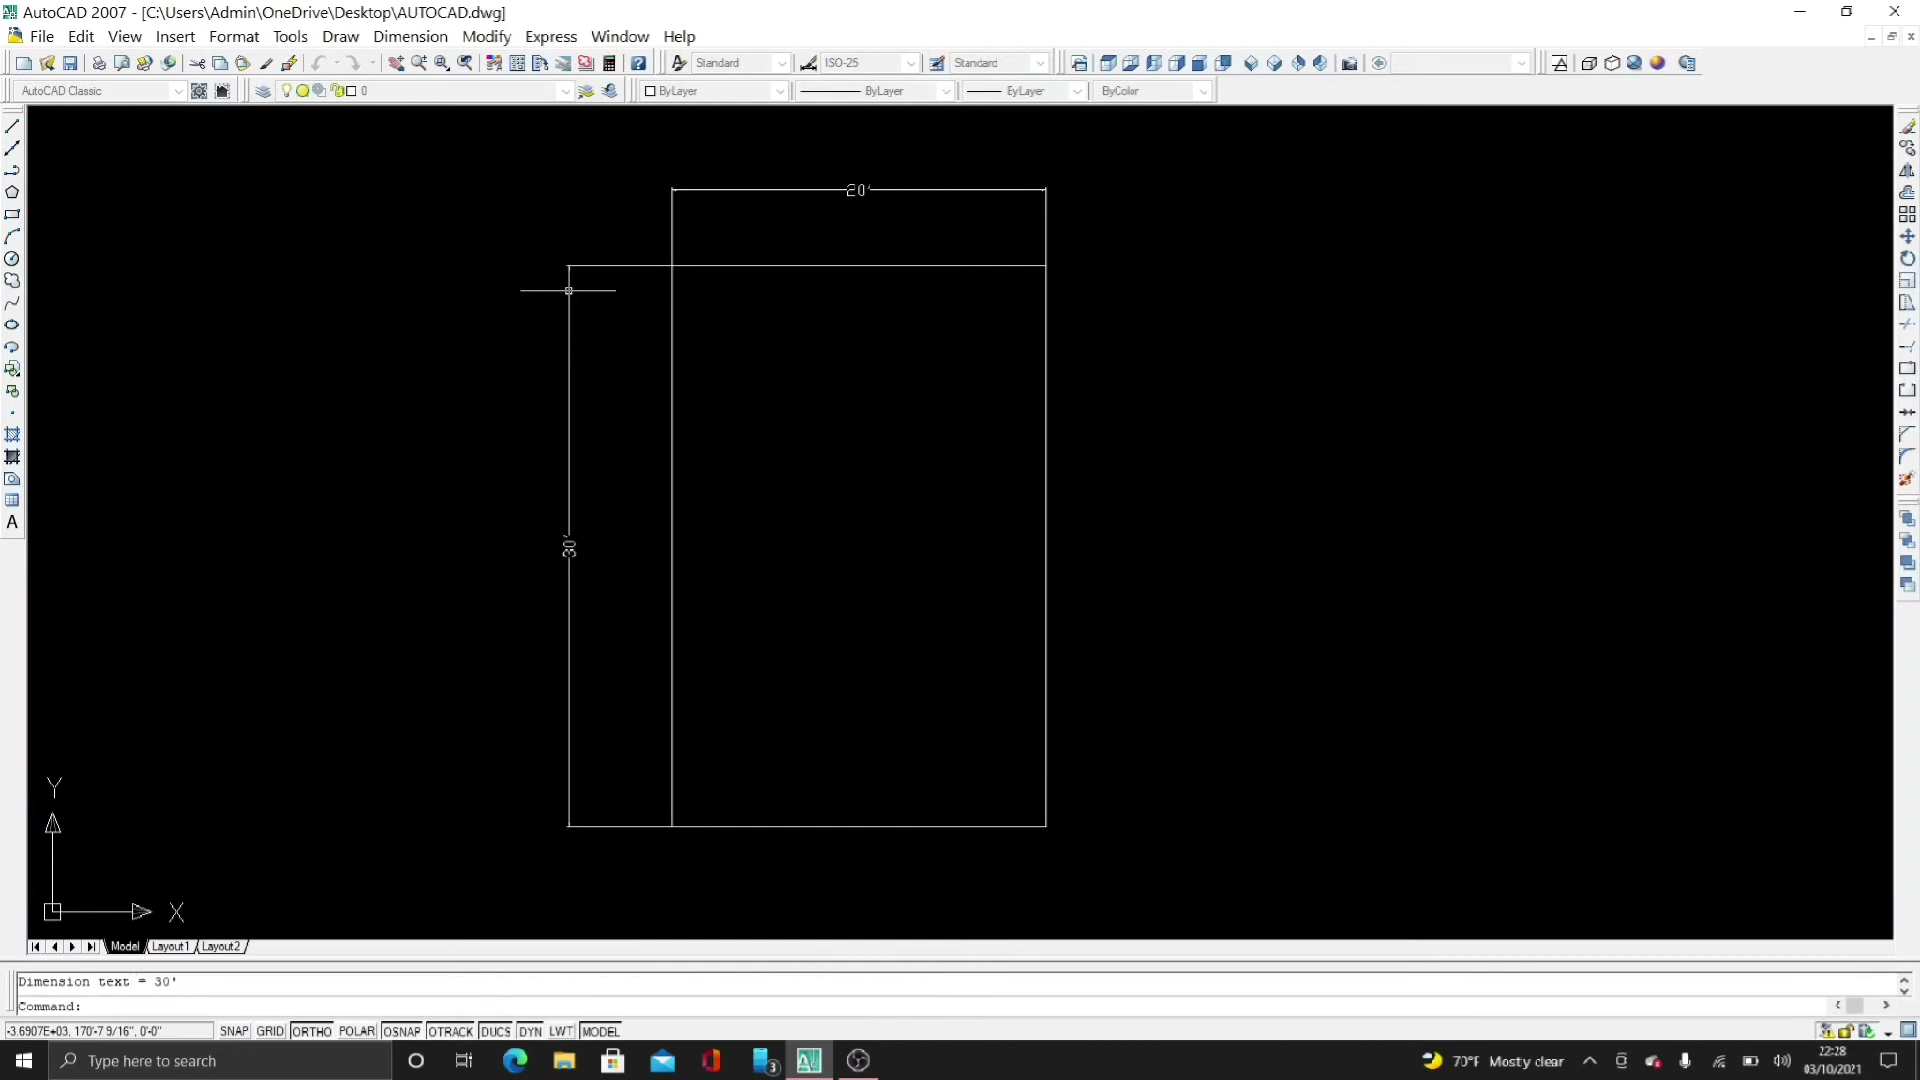 AutoCAD 2007 - [C:\Users\Admin\OneDrive\Desktop\AUTOCAD.dwg]
File Edit View Insert Format Tools Draw Dimension Modify Express Window Help
Standard ISO-25 Standard
AutoCAD Classic 0 ByLayer ByLayer ByLayer ByColor
A
20'
30'
Y
X
Model Layout1 Layout2
Dimension text = 30'
Command:
-3.6907E+03, 170'-7 9/16", 0'-0" SNAP GRID ORTHO POLAR OSNAP OTRACK DUCS DYN LWT MODEL
Type here to search 3 70°F Mostly clear 22:28
03/10/2021